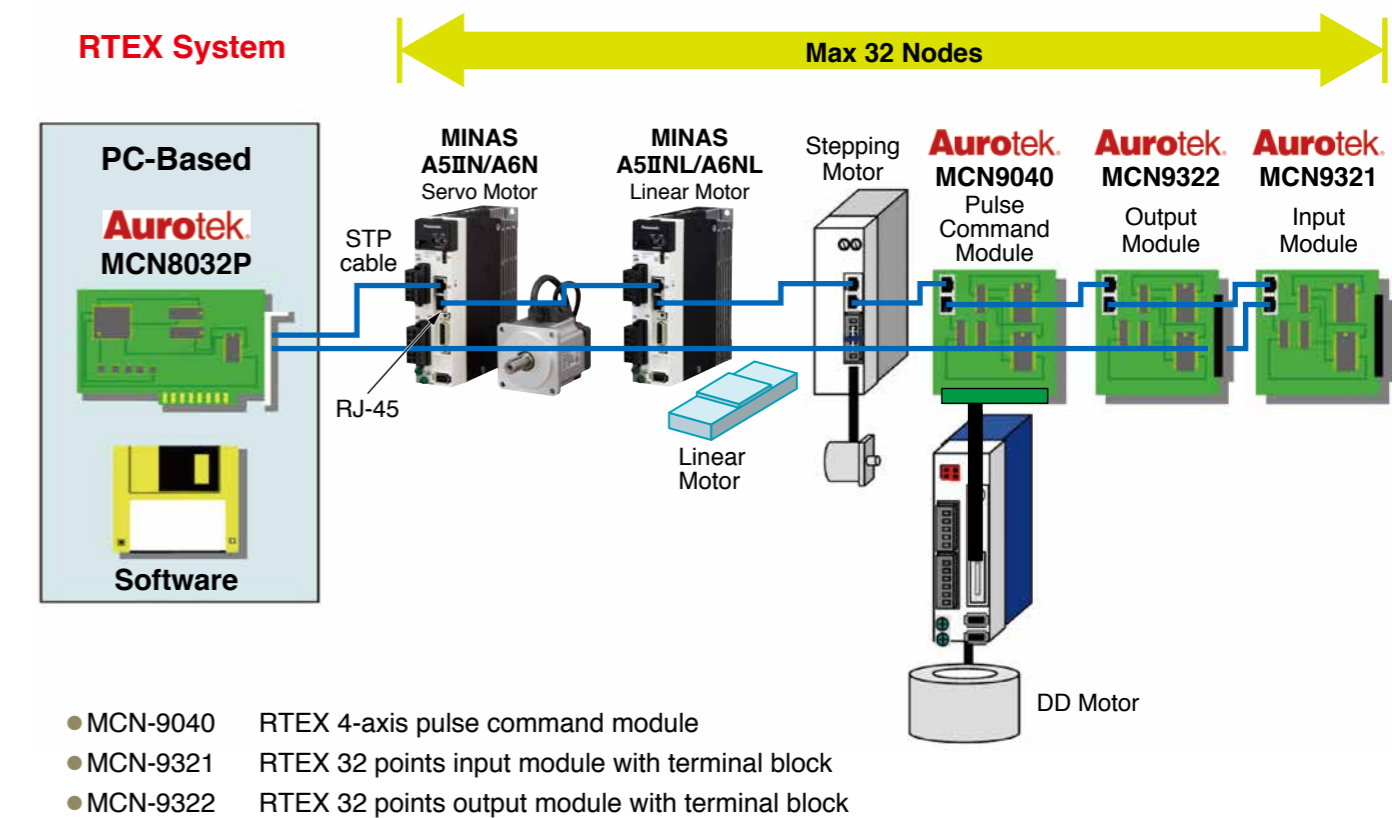 RTEX System
Max 32 Nodes
PC-Based
Aurotek.
MCN8032P
Software
STP
cable
RJ-45
MINAS
A5IIN/A6N
Servo Motor
MINAS
A5IINL/A6NL
Linear Motor
Linear
Motor
Stepping
Motor
Aurotek.
MCN9040
Pulse
Command
Module
Aurotek.
MCN9322
Output
Module
Aurotek.
MCN9321
Input
Module
DD Motor
●MCN-9040 RTEX 4-axis pulse command module
●MCN-9321 RTEX 32 points input module with terminal block
●MCN-9322 RTEX 32 points output module with terminal block